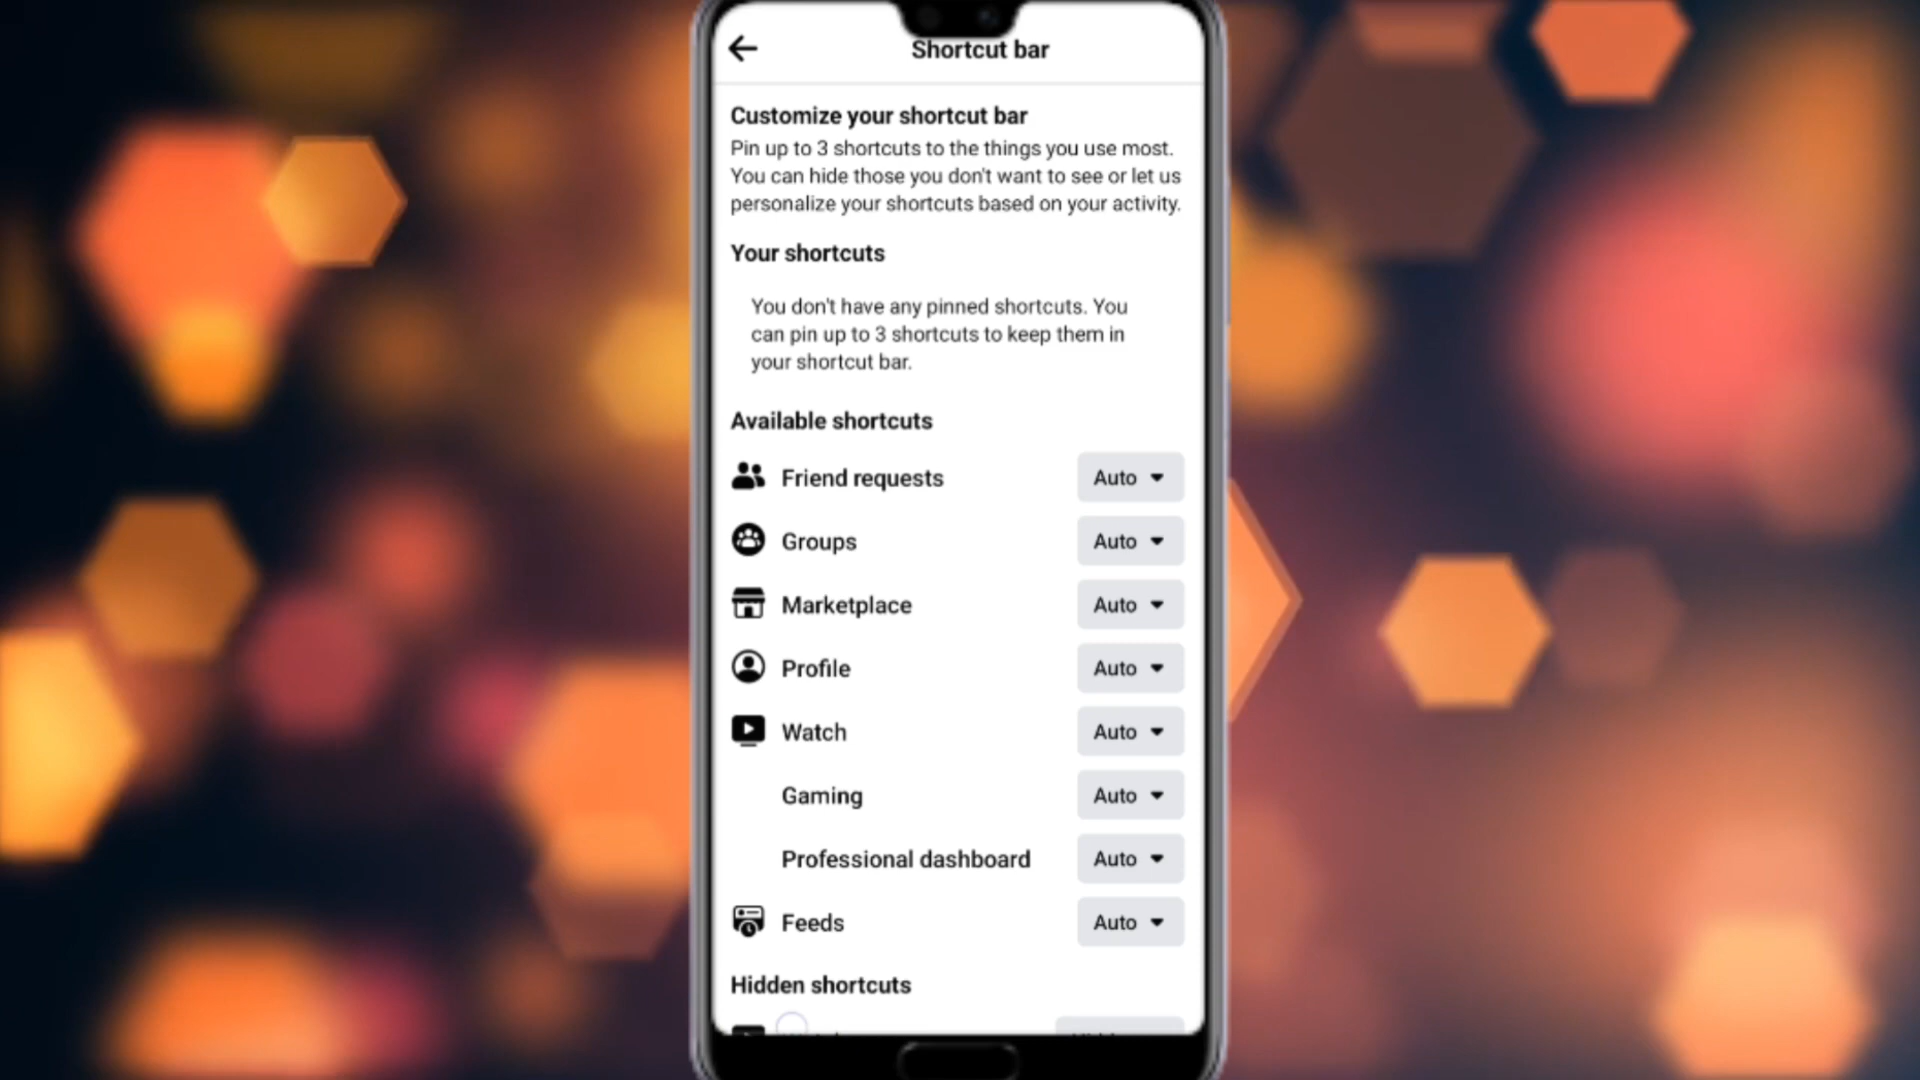 Shortcut bar
Customize your shortcut bar
Pin up to 3 shortcuts to the things you use most.
You can hide those you don't want to see or let us
personalize your shortcuts based on your activity.
Your shortcuts
You don't have any pinned shortcuts. You
can pin up to 3 shortcuts to keep them in
your shortcut bar.
Available shortcuts
Friend requests Auto
Groups Auto
Marketplace Auto
Profile Auto
Watch Auto
Gaming Auto
Professional dashboard Auto
Feeds Auto
Hidden shortcuts